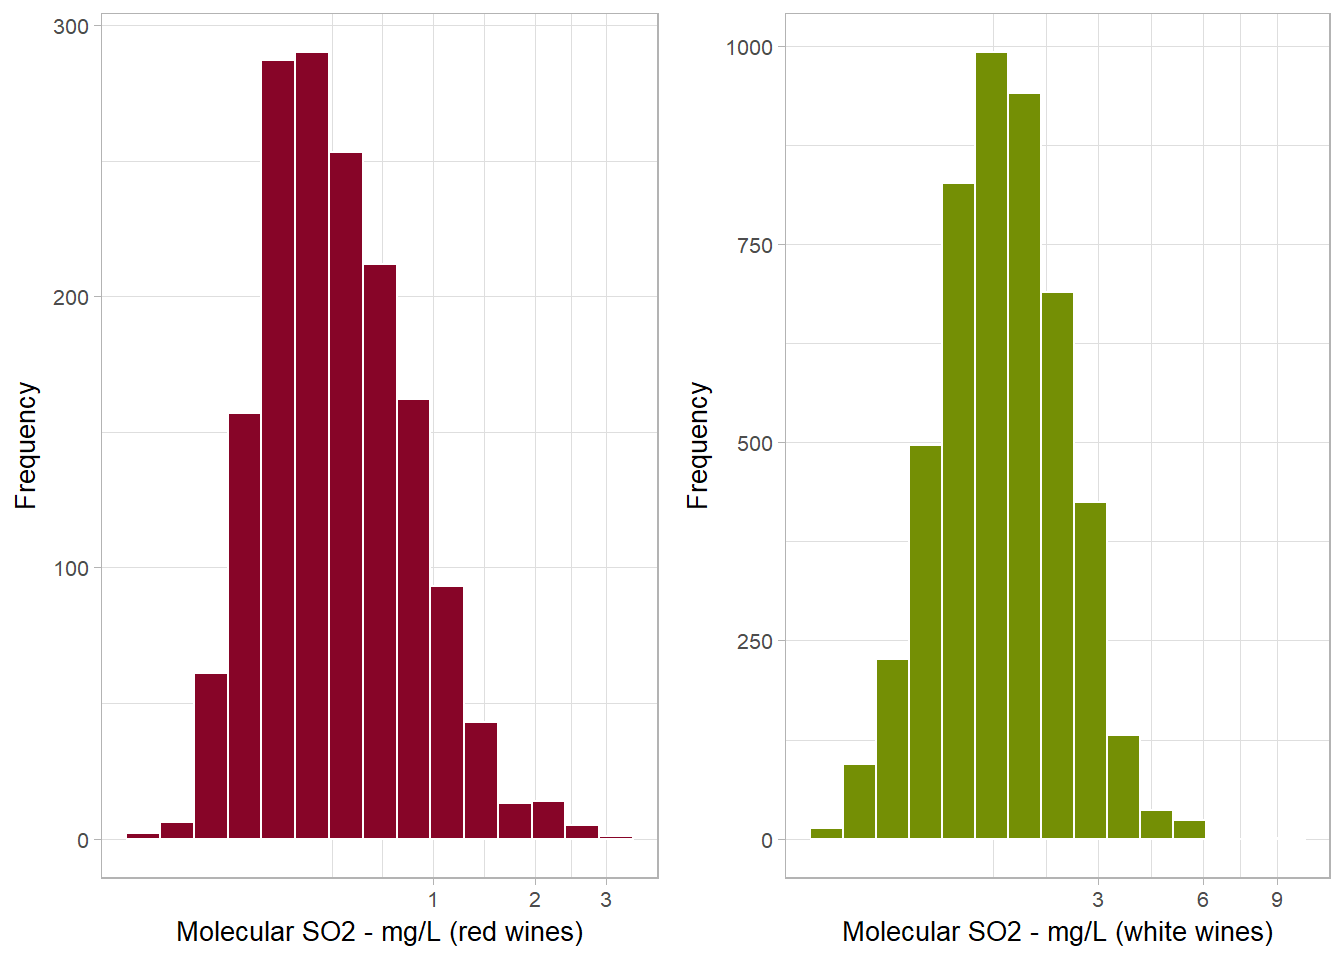 300
200
100
0
Frequency
1 2 3
Molecular SO2 - mg/L (red wines)
1000
750
500
250
0
Frequency
3 6 9
Molecular SO2 - mg/L (white wines)